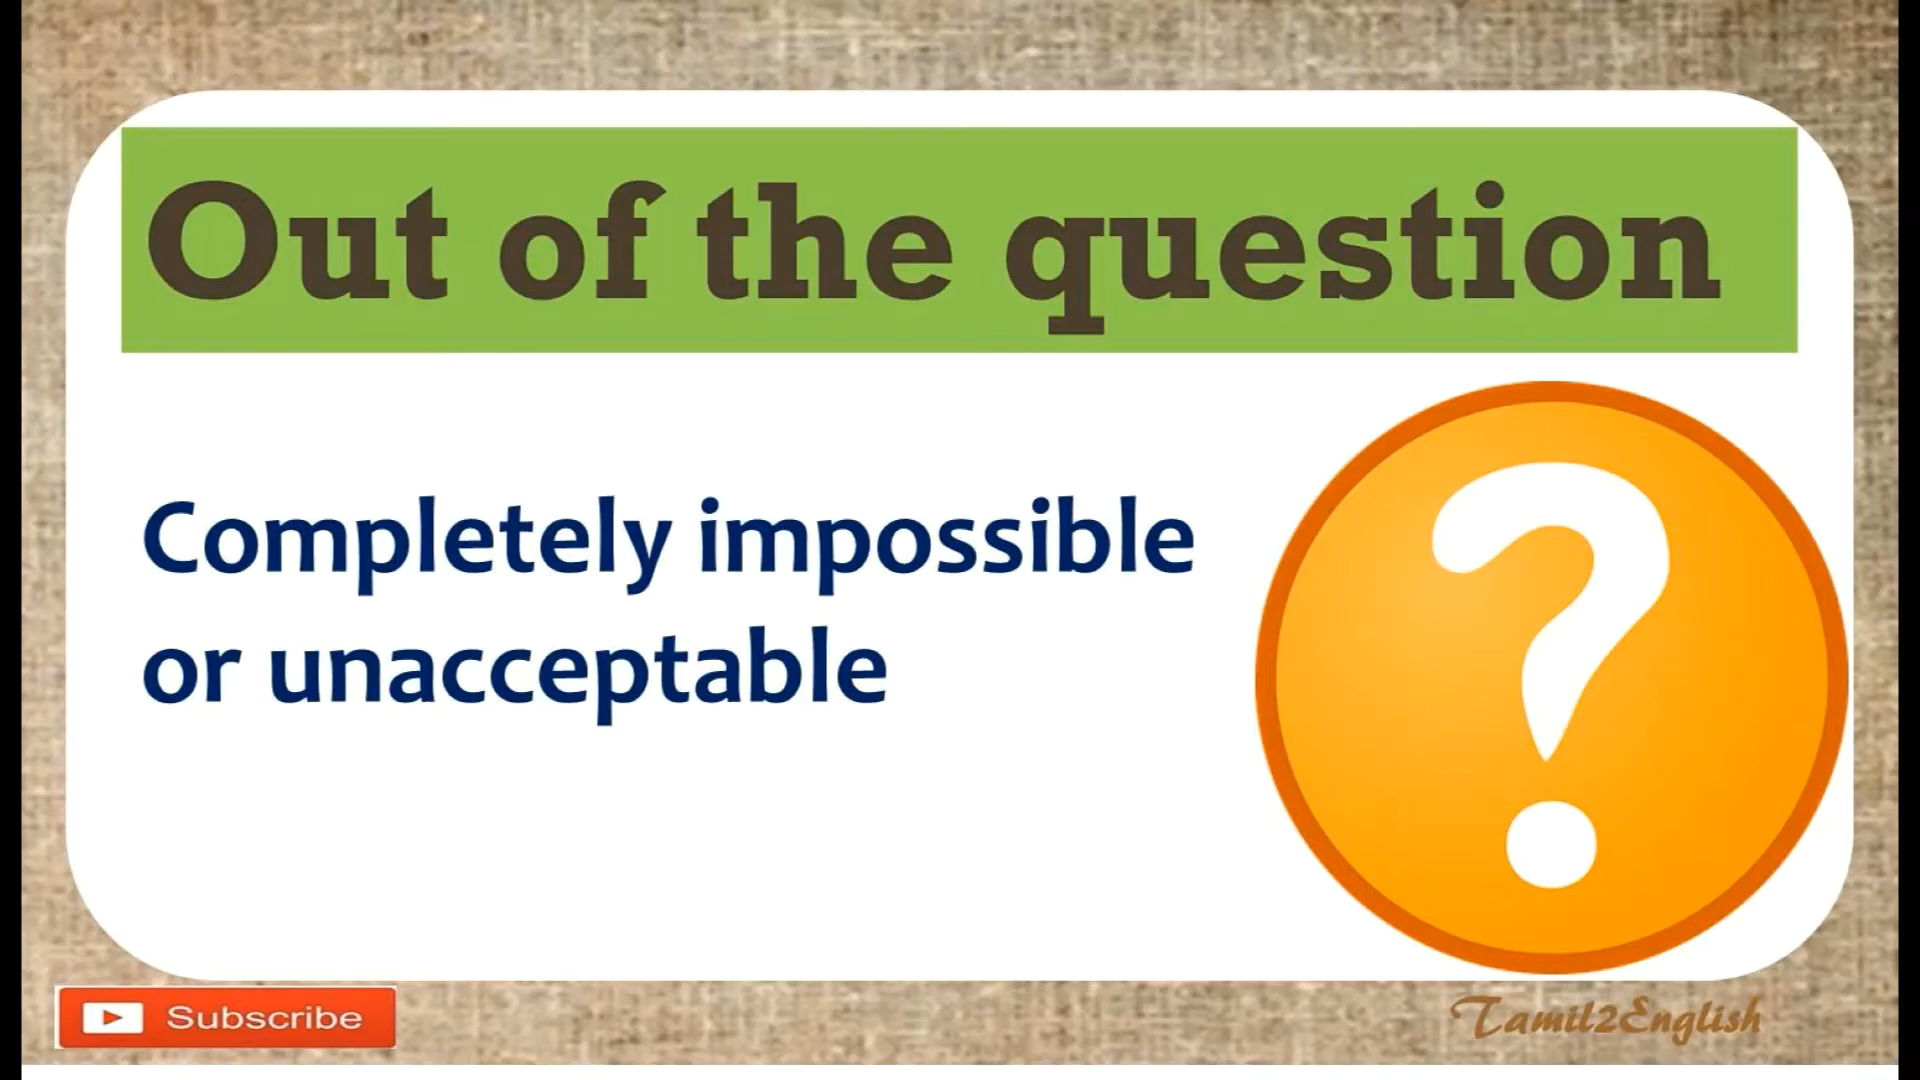 Out of the question
Completely impossible
or unacceptable
?
Subscribe
Tamil2English